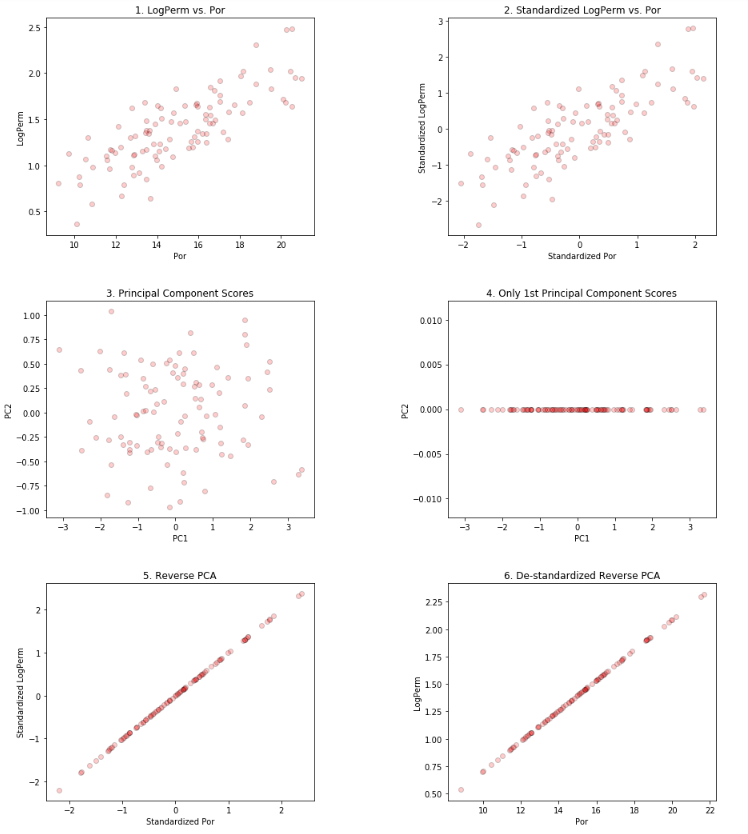 1. LogPerm vs. Por
2.5
2.0
1.5
1.0
0.5
LogPerm
10 12 14 16 18 20
Por
2. Standardized LogPerm vs. Por
3
2
1
0
−1
−2
Standardized LogPerm
−2 −1 0 1 2
Standardized Por
3. Principal Component Scores
1.00
0.75
0.50
0.25
0.00
−0.25
−0.50
−0.75
−1.00
PC2
−3 −2 −1 0 1 2 3
PC1
4. Only 1st Principal Component Scores
0.010
0.005
0.000
−0.005
−0.010
PC2
−3 −2 −1 0 1 2 3
PC1
5. Reverse PCA
2
1
0
−1
−2
Standardized LogPerm
−2 −1 0 1 2
Standardized Por
6. De-standardized Reverse PCA
2.25
2.00
1.75
1.50
1.25
1.00
0.75
0.50
LogPerm
10 12 14 16 18 20 22
Por